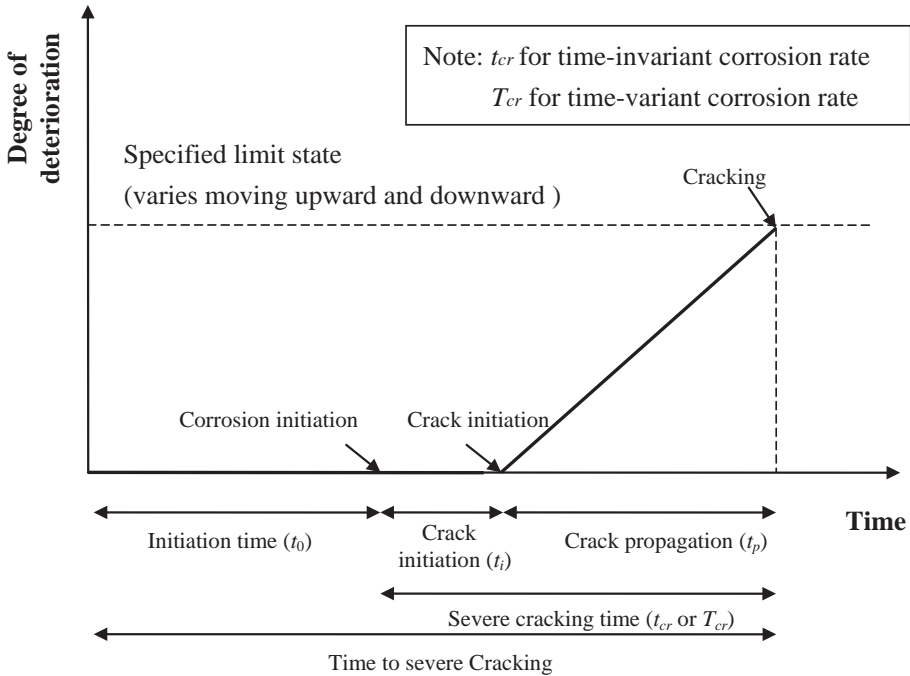 Degree of
deterioration
Note: tcr for time-invariant corrosion rate
Tcr for time-variant corrosion rate
Specified limit state
(varies moving upward and downward )
Cracking
Corrosion initiation
Crack initiation
Time
Initiation time (t0)
Crack
initiation (ti)
Crack propagation (tp)
Severe cracking time (tcr or Tcr)
Time to severe Cracking